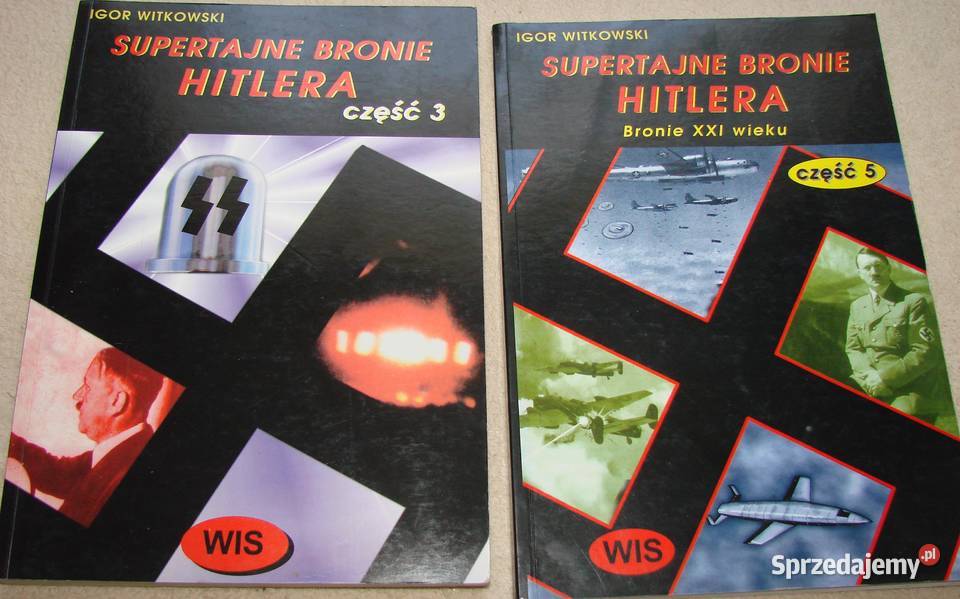 IGOR WITKOWSKI
SUPERTAJNE BRONIE
HITLERA
część 3
WIS
IGOR WITKOWSKI
SUPERTAJNE BRONIE
HITLERA
Bronie XXI wieku
część 5
WIS
Sprzedajemy.pl